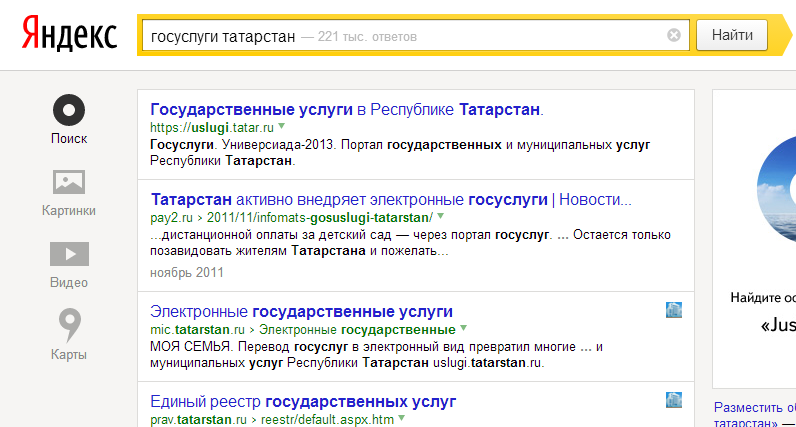 Яндекс
госуслуги татарстан — 221 тыс. ответов
Найти
Поиск
Картинки
Видео
Карты
Государственные услуги в Республике Татарстан.
https://uslugi.tatar.ru
Госуслуги. Универсиада-2013. Портал государственных и муниципальных услуг
Республики Татарстан.
Татарстан активно внедряет электронные госуслуги | Новости...
pay2.ru › 2011/11/infomats-gosuslugi-tatarstan/
...дистанционной оплаты за детский сад — через портал госуслуг. ... Остается только
позавидовать жителям Татарстана и пожелать...
ноябрь 2011
Электронные государственные услуги
mic.tatarstan.ru › Электронные государственные
МОЯ СЕМЬЯ. Перевод госуслуг в электронный вид превратил многие ... и
муниципальных услуг Республики Татарстан uslugi.tatarstan.ru.
Единый реестр государственных услуг
prav.tatarstan.ru › reestr/default.aspx.htm
Найдите ос
«Jus
Разместить об
татарстан» —